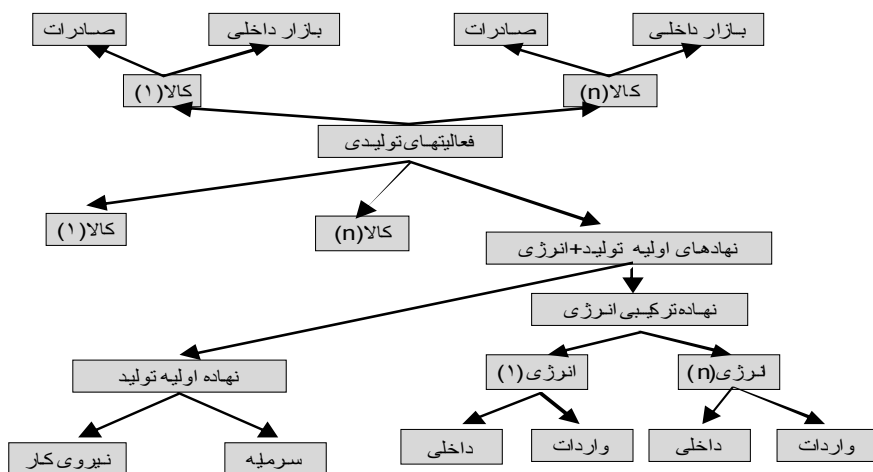 بازار داخلی
صادرات
بازار داخلی
صادرات
کالا(n)
کالا(۱)
فعالیتهای تولیدی
کالا(n)
کالا(۱)
نهادهای اولیه تولید+انرژی
نهاده ترکیبی انرژی
انرژی(n)
انرژی(۱)
نهاده اولیه تولید
واردات
داخلی
واردات
داخلی
سرمایه
نیروی کار